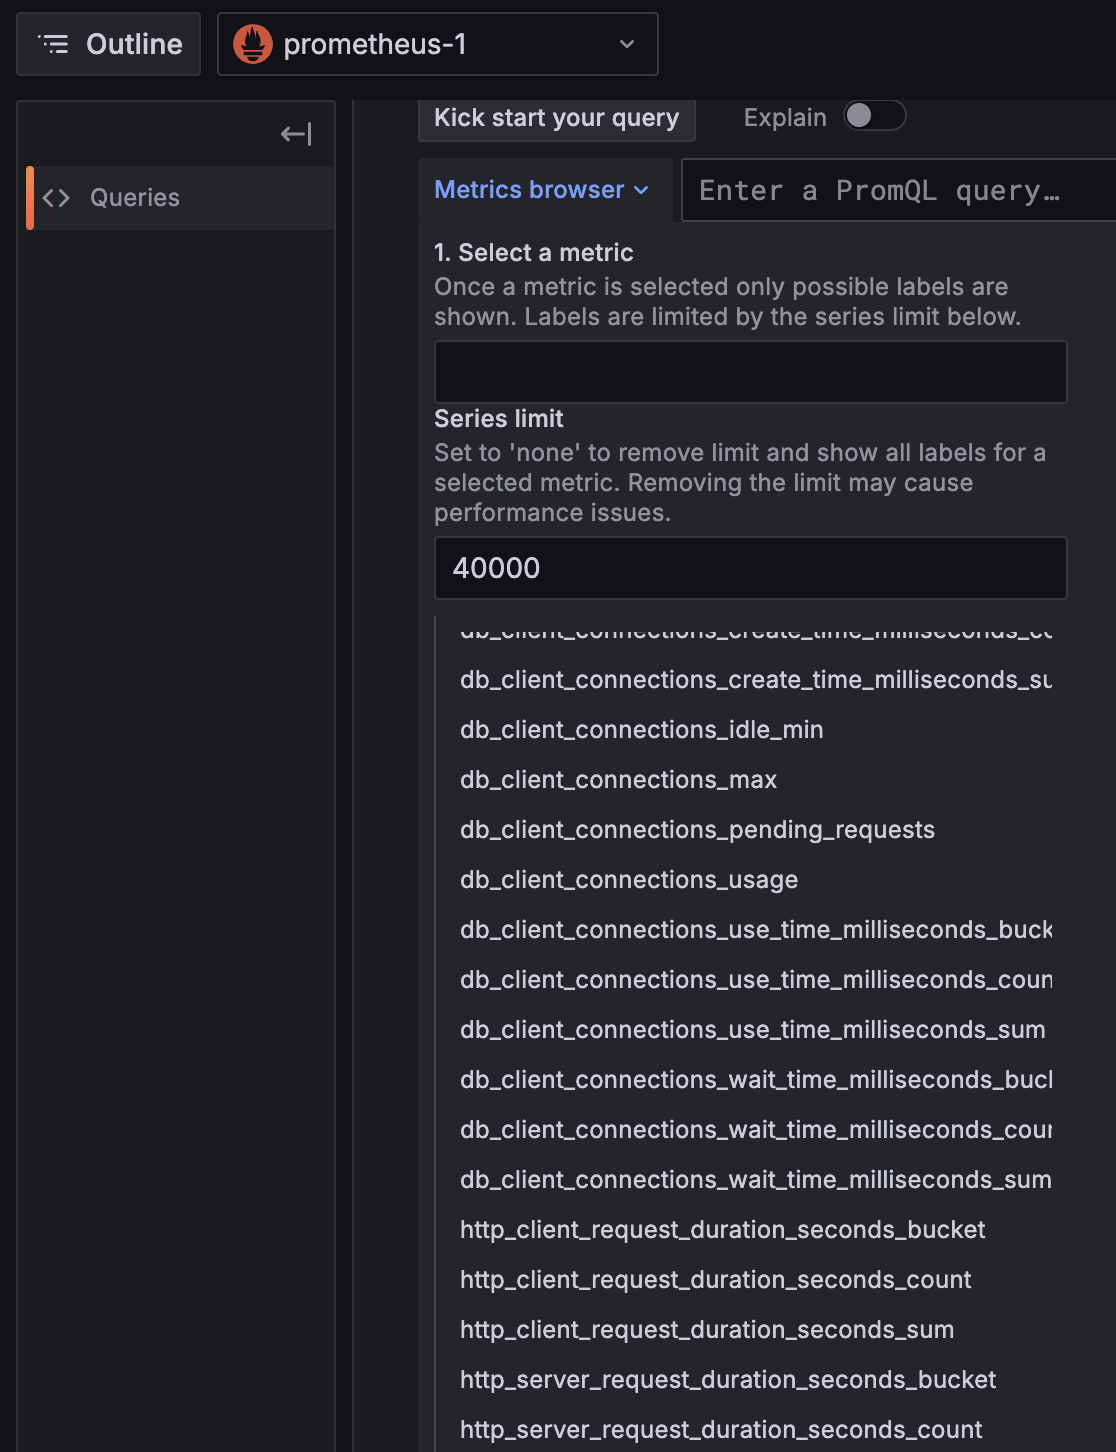 Outline
prometheus-1
Kick start your query
Explain
Queries
Metrics browser
Enter a PromQL query…
1. Select a metric
Once a metric is selected only possible labels are
shown. Labels are limited by the series limit below.
Series limit
Set to 'none' to remove limit and show all labels for a
selected metric. Removing the limit may cause
performance issues.
40000
db_client_connections_create_time_milliseconds_co
db_client_connections_create_time_milliseconds_su
db_client_connections_idle_min
db_client_connections_max
db_client_connections_pending_requests
db_client_connections_usage
db_client_connections_use_time_milliseconds_buck
db_client_connections_use_time_milliseconds_coun
db_client_connections_use_time_milliseconds_sum
db_client_connections_wait_time_milliseconds_buc
db_client_connections_wait_time_milliseconds_cou
db_client_connections_wait_time_milliseconds_sum
http_client_request_duration_seconds_bucket
http_client_request_duration_seconds_count
http_client_request_duration_seconds_sum
http_server_request_duration_seconds_bucket
http_server_request_duration_seconds_count